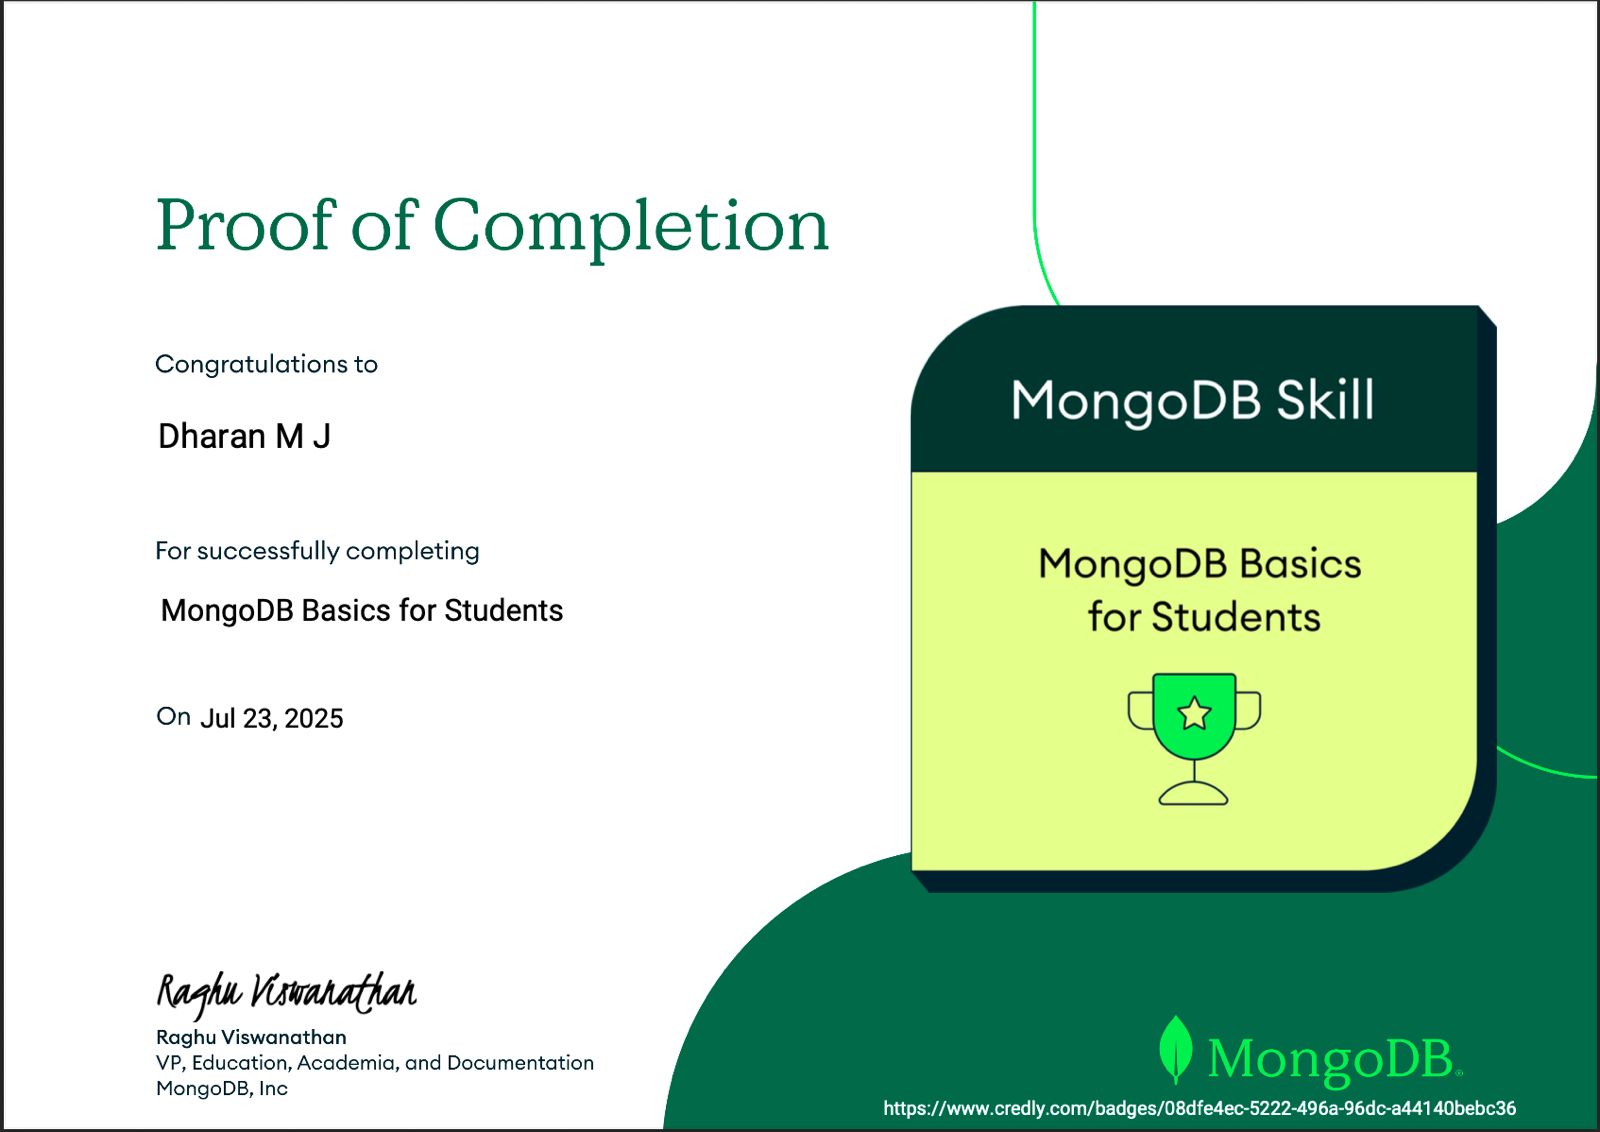 Proof of Completion
Congratulations to
Dharan M J
For successfully completing
MongoDB Basics for Students
On Jul 23, 2025
MongoDB Skill
MongoDB Basics
for Students
Raghu Viswanathan
Raghu Viswanathan
VP, Education, Academia, and Documentation
MongoDB, Inc
MongoDB®
https://www.credly.com/badges/08dfe4ec-5222-496a-96dc-a44140bebc36